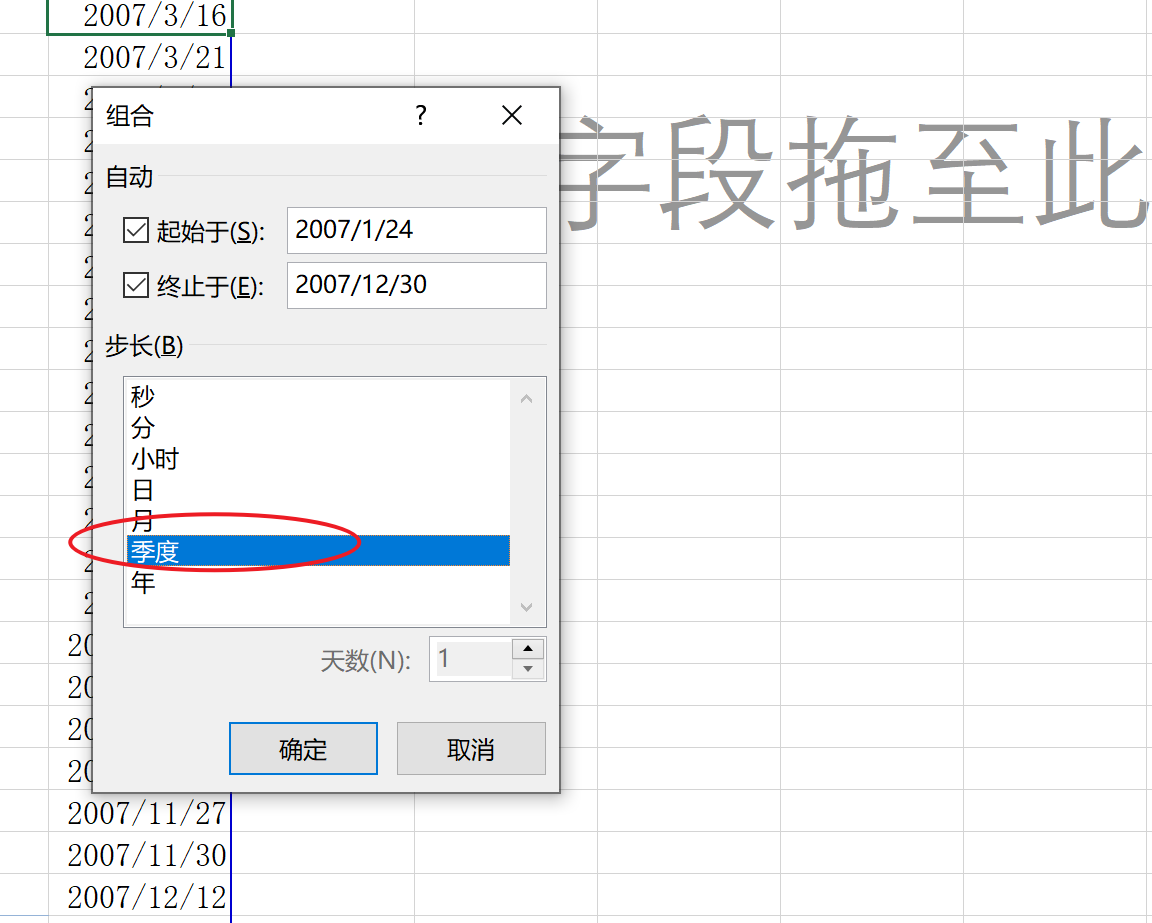 2007/3/16
2007/3/21
组合
?
字段拖至此
自动
起始于(S):
2007/1/24
终止于(E):
2007/12/30
步长(B)
秒
分
小时
日
月
季度
年
天数(N):
1
确定
取消
2007/11/27
2007/11/30
2007/12/12